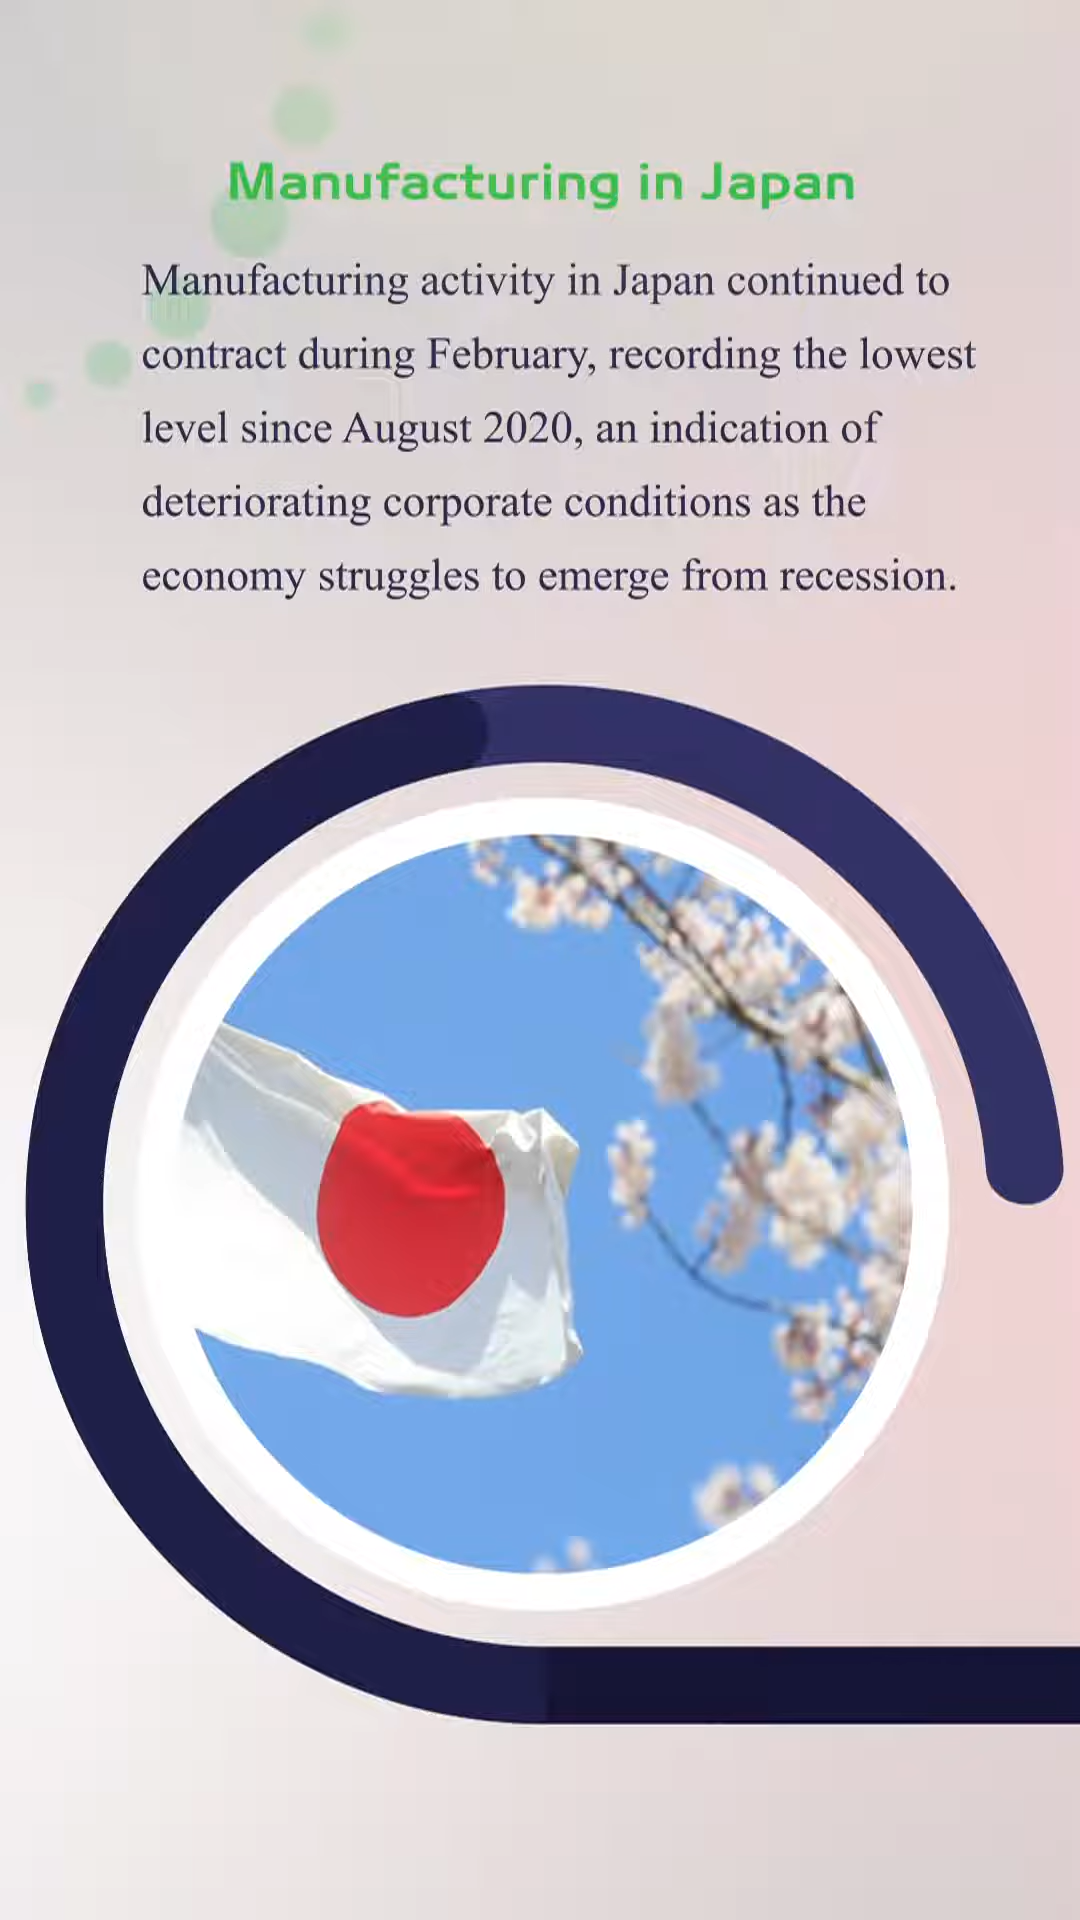 Manufacturing in Japan
Manufacturing activity in Japan continued to
contract during February, recording the lowest
level since August 2020, an indication of
deteriorating corporate conditions as the
economy struggles to emerge from recession.